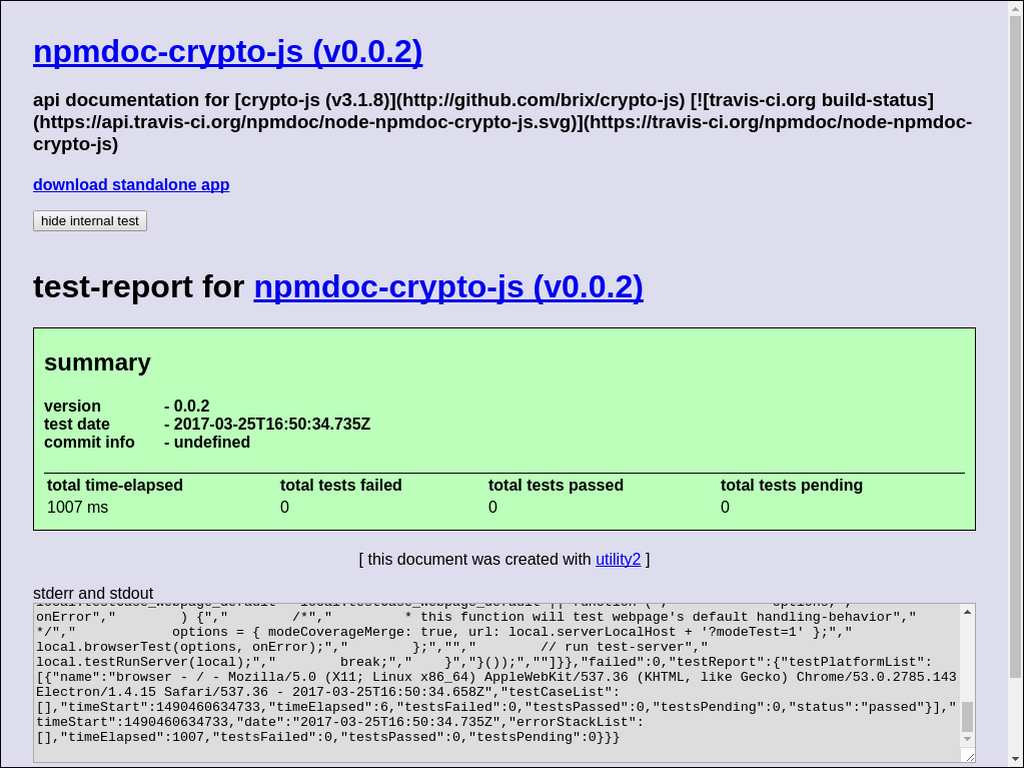 npmdoc-crypto-js (v0.0.2)
api documentation for [crypto-js (v3.1.8)](http://github.com/brix/crypto-js) [![travis-ci.org build-status]
(https://api.travis-ci.org/npmdoc/node-npmdoc-crypto-js.svg)](https://travis-ci.org/npmdoc/node-npmdoc-
crypto-js)
download standalone app
hide internal test
test-report for npmdoc-crypto-js (v0.0.2)
summary
version - 0.0.2
test date - 2017-03-25T16:50:34.735Z
commit info - undefined
total time-elapsed total tests failed total tests passed total tests pending
1007 ms 0 0 0
[ this document was created with utility2 ]
stderr and stdout
onError","        ) {","        /*","         * this function will test webpage's default handling-behavior","
*/","            options = { modeCoverageMerge: true, url: local.serverLocalHost + '?modeTest=1' };","
local.browserTest(options, onError);","        };","","        // run test-server","
local.testRunServer(local);","        break;","    }","}());",""]}},"failed":0,"testReport":{"testPlatformList":
[{"name":"browser - / - Mozilla/5.0 (X11; Linux x86_64) AppleWebKit/537.36 (KHTML, like Gecko) Chrome/53.0.2785.143
Electron/1.4.15 Safari/537.36 - 2017-03-25T16:50:34.658Z","testCaseList":
[],"timeStart":1490460634733,"timeElapsed":6,"testsFailed":0,"testsPassed":0,"testsPending":0,"status":"passed"}],"
timeStart":1490460634733,"date":"2017-03-25T16:50:34.735Z","errorStackList":
[],"timeElapsed":1007,"testsFailed":0,"testsPassed":0,"testsPending":0}}}